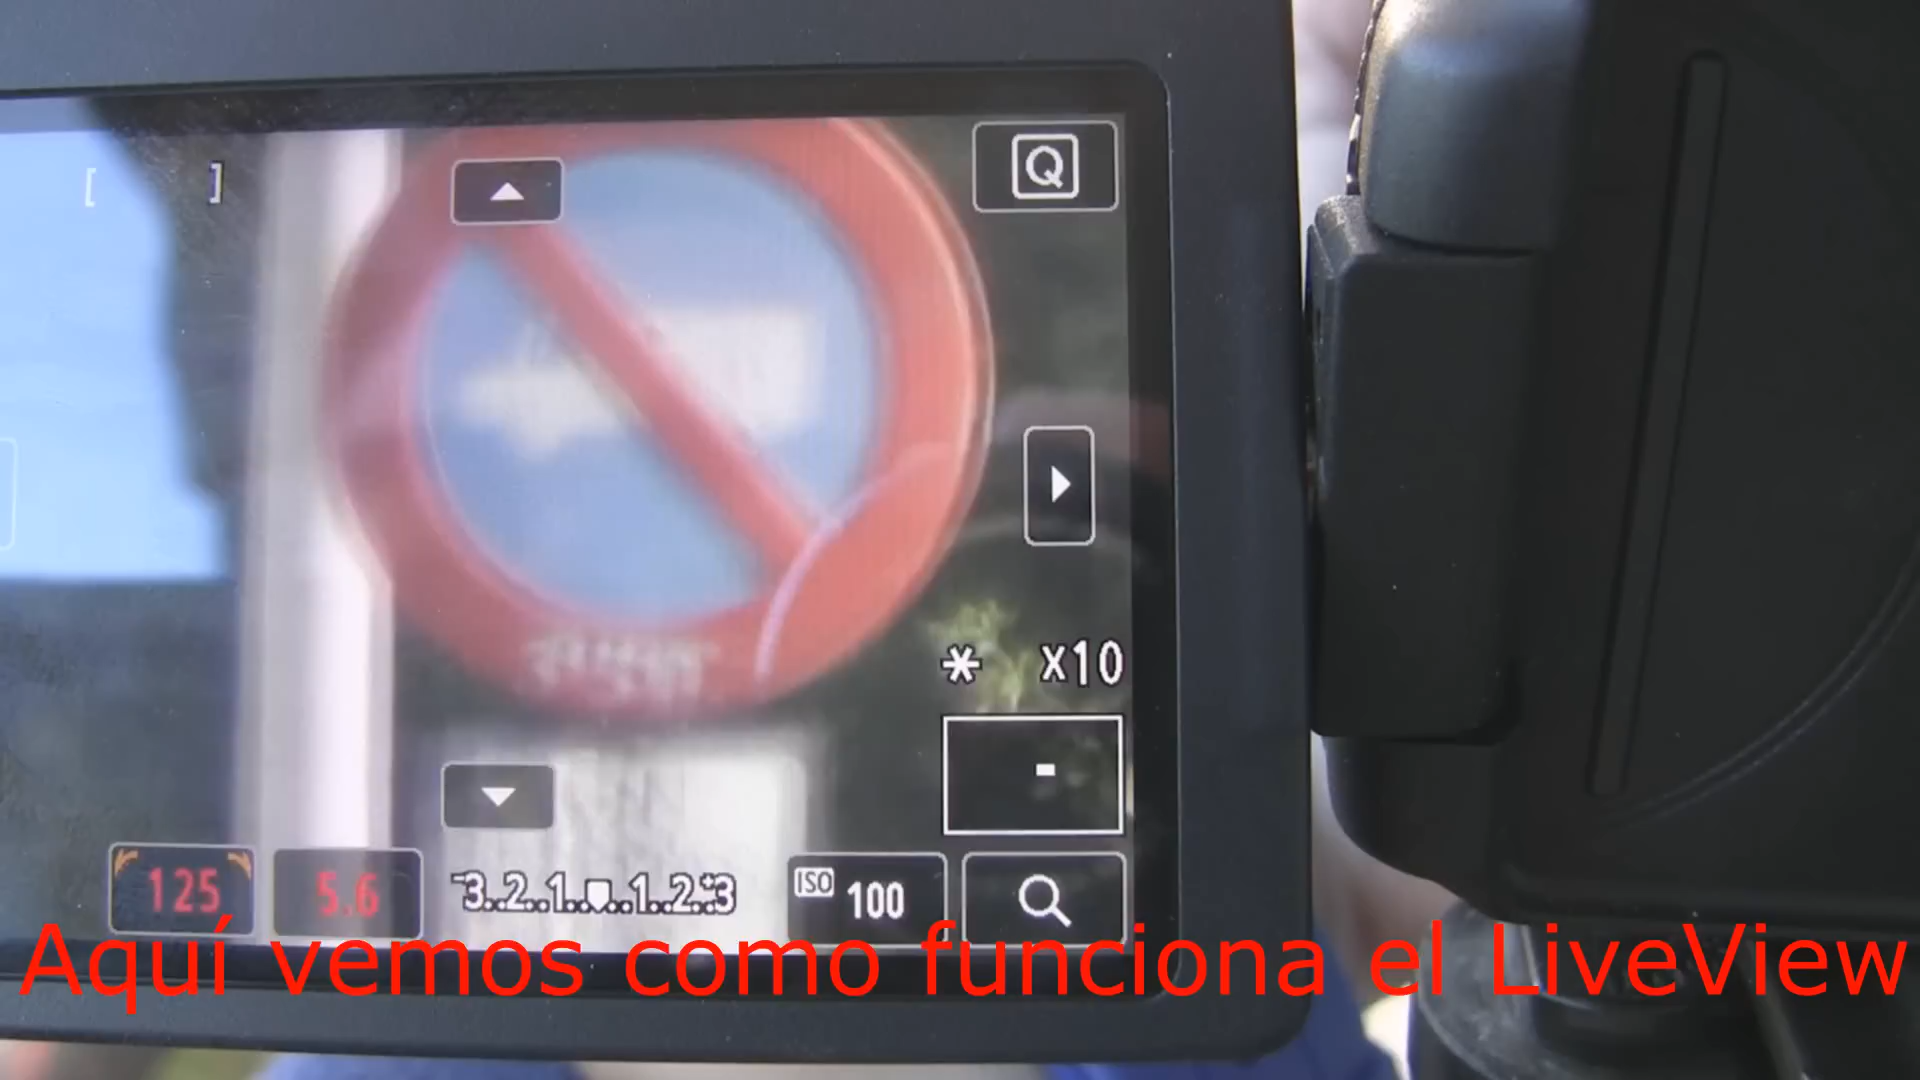 [ ]
Q
* x10
125 5.6 -3..2..1..0..1..2..+3 ISO 100
Aquí vemos como funciona el LiveView